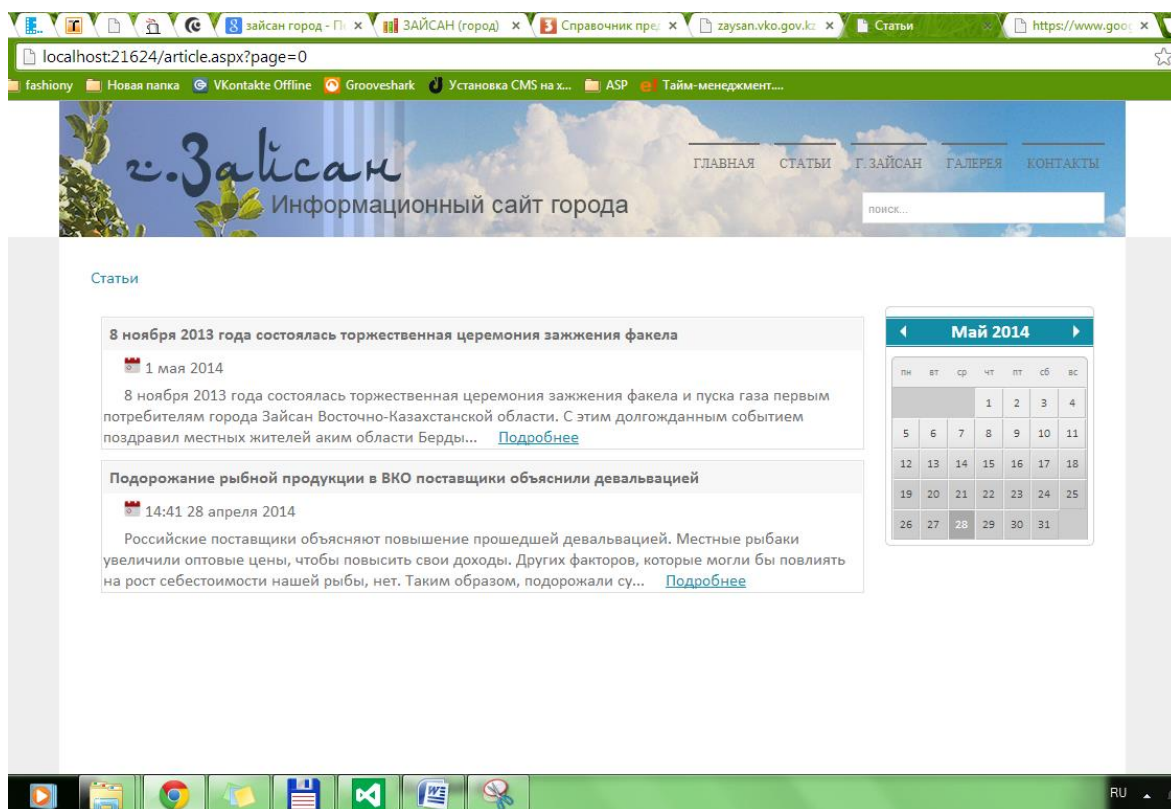 зайсан город - П
ЗАЙСАН (город)
Справочник пре
zaysan.vko.gov.kz
Статьи
https://www.goog
localhost:21624/article.aspx?page=0
fashiony Новая папка VKontakte Offline Grooveshark Установка CMS на х... ASP Тайм-менеджмент....
г.Зайсан
Информационный сайт города
ГЛАВНАЯ СТАТЬИ Г. ЗАЙСАН ГАЛЕРЕЯ КОНТАКТЫ
поиск...
Статьи
8 ноября 2013 года состоялась торжественная церемония зажжения факела
1 мая 2014
8 ноября 2013 года состоялась торжественная церемония зажжения факела и пуска газа первым
потребителям города Зайсан Восточно-Казахстанской области. С этим долгожданным событием
поздравил местных жителей аким области Берды... Подробнее
Подорожание рыбной продукции в ВКО поставщики объяснили девальвацией
14:41 28 апреля 2014
Российские поставщики объясняют повышение прошедшей девальвацией. Местные рыбаки
увеличили оптовые цены, чтобы повысить свои доходы. Других факторов, которые могли бы повлиять
на рост себестоимости нашей рыбы, нет. Таким образом, подорожали су... Подробнее
Май 2014
пн вт ср чт пт сб вс
1 2 3 4
5 6 7 8 9 10 11
12 13 14 15 16 17 18
19 20 21 22 23 24 25
26 27 28 29 30 31
RU